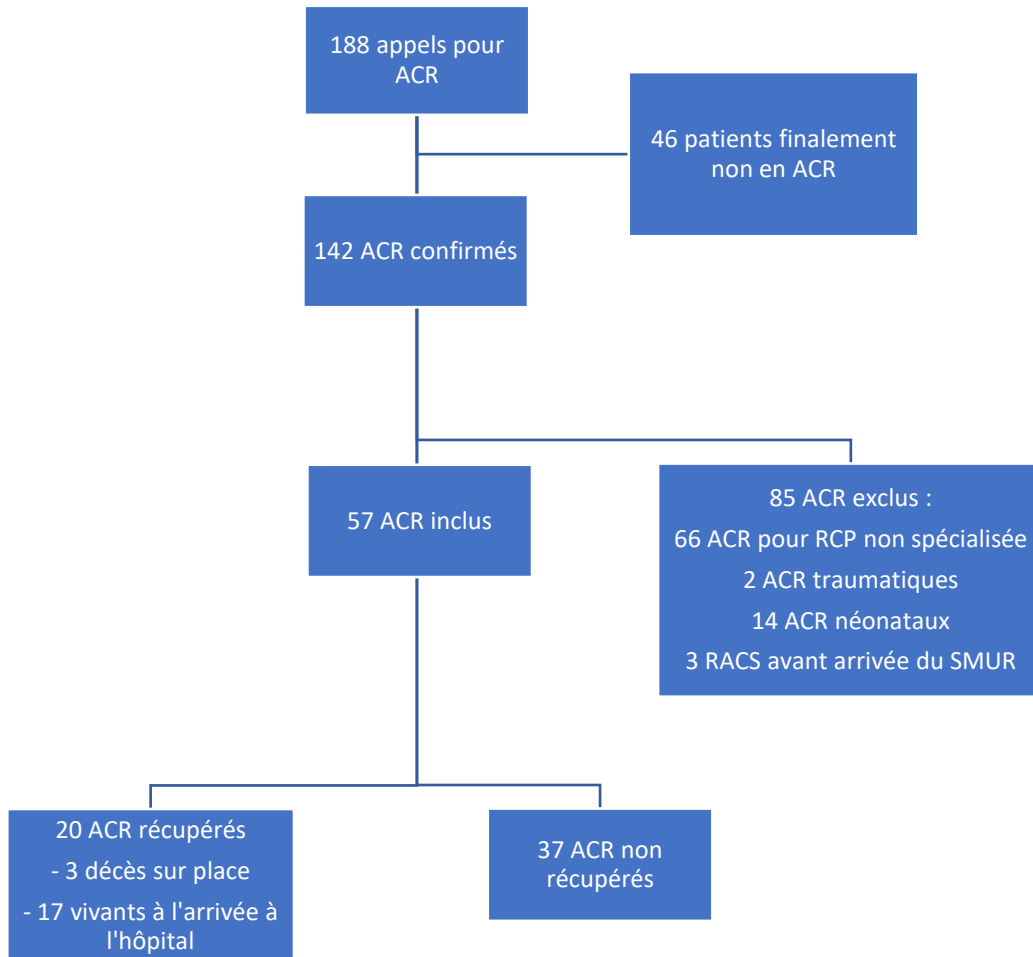 188 appels pour
ACR
46 patients finalement
non en ACR
142 ACR confirmés
57 ACR inclus
85 ACR exclus :
66 ACR pour RCP non spécialisée
2 ACR traumatiques
14 ACR néonataux
3 RACS avant arrivée du SMUR
20 ACR récupérés
- 3 décès sur place
- 17 vivants à l'arrivée à
l'hôpital
37 ACR non
récupérés